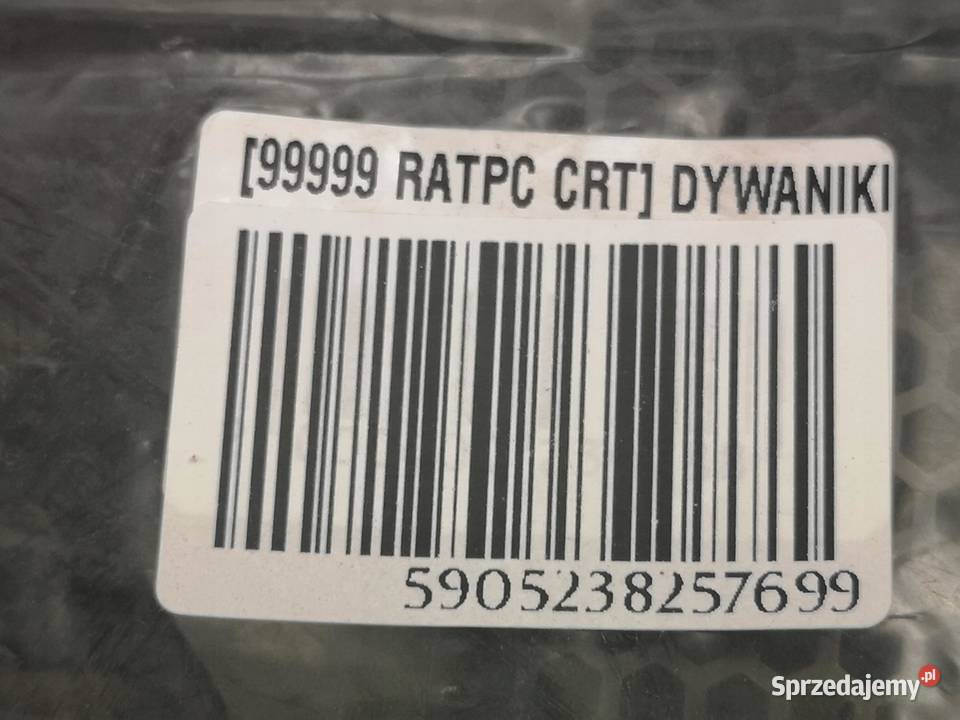 [99999 RATPC CRT] DYWANIKI
5905238257699
Sprzedajemy.pl